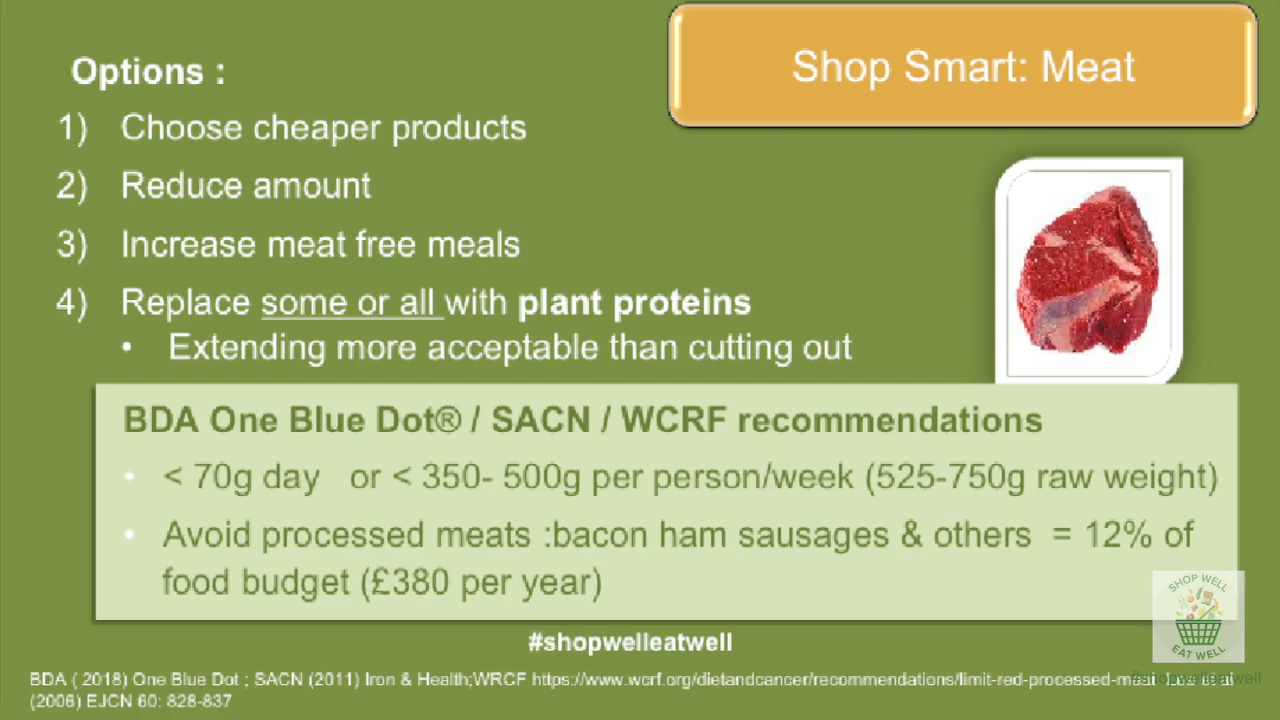 Shop Smart: Meat
Options :
1) Choose cheaper products
2) Reduce amount
3) Increase meat free meals
4) Replace some or all with plant proteins
• Extending more acceptable than cutting out
BDA One Blue Dot® / SACN / WCRF recommendations
• < 70g day or < 350- 500g per person/week (525-750g raw weight)
• Avoid processed meats :bacon ham sausages & others = 12% of
food budget (£380 per year)
SHOP WELL
EAT WELL
#shopwelleatwell
#shopwelleatwell
BDA ( 2018) One Blue Dot ; SACN (2011) Iron & Health;WRCF https://www.wcrf.org/dietandcancer/recommendations/limit-red-processed-meat
(2006) EJCN 60: 828-837